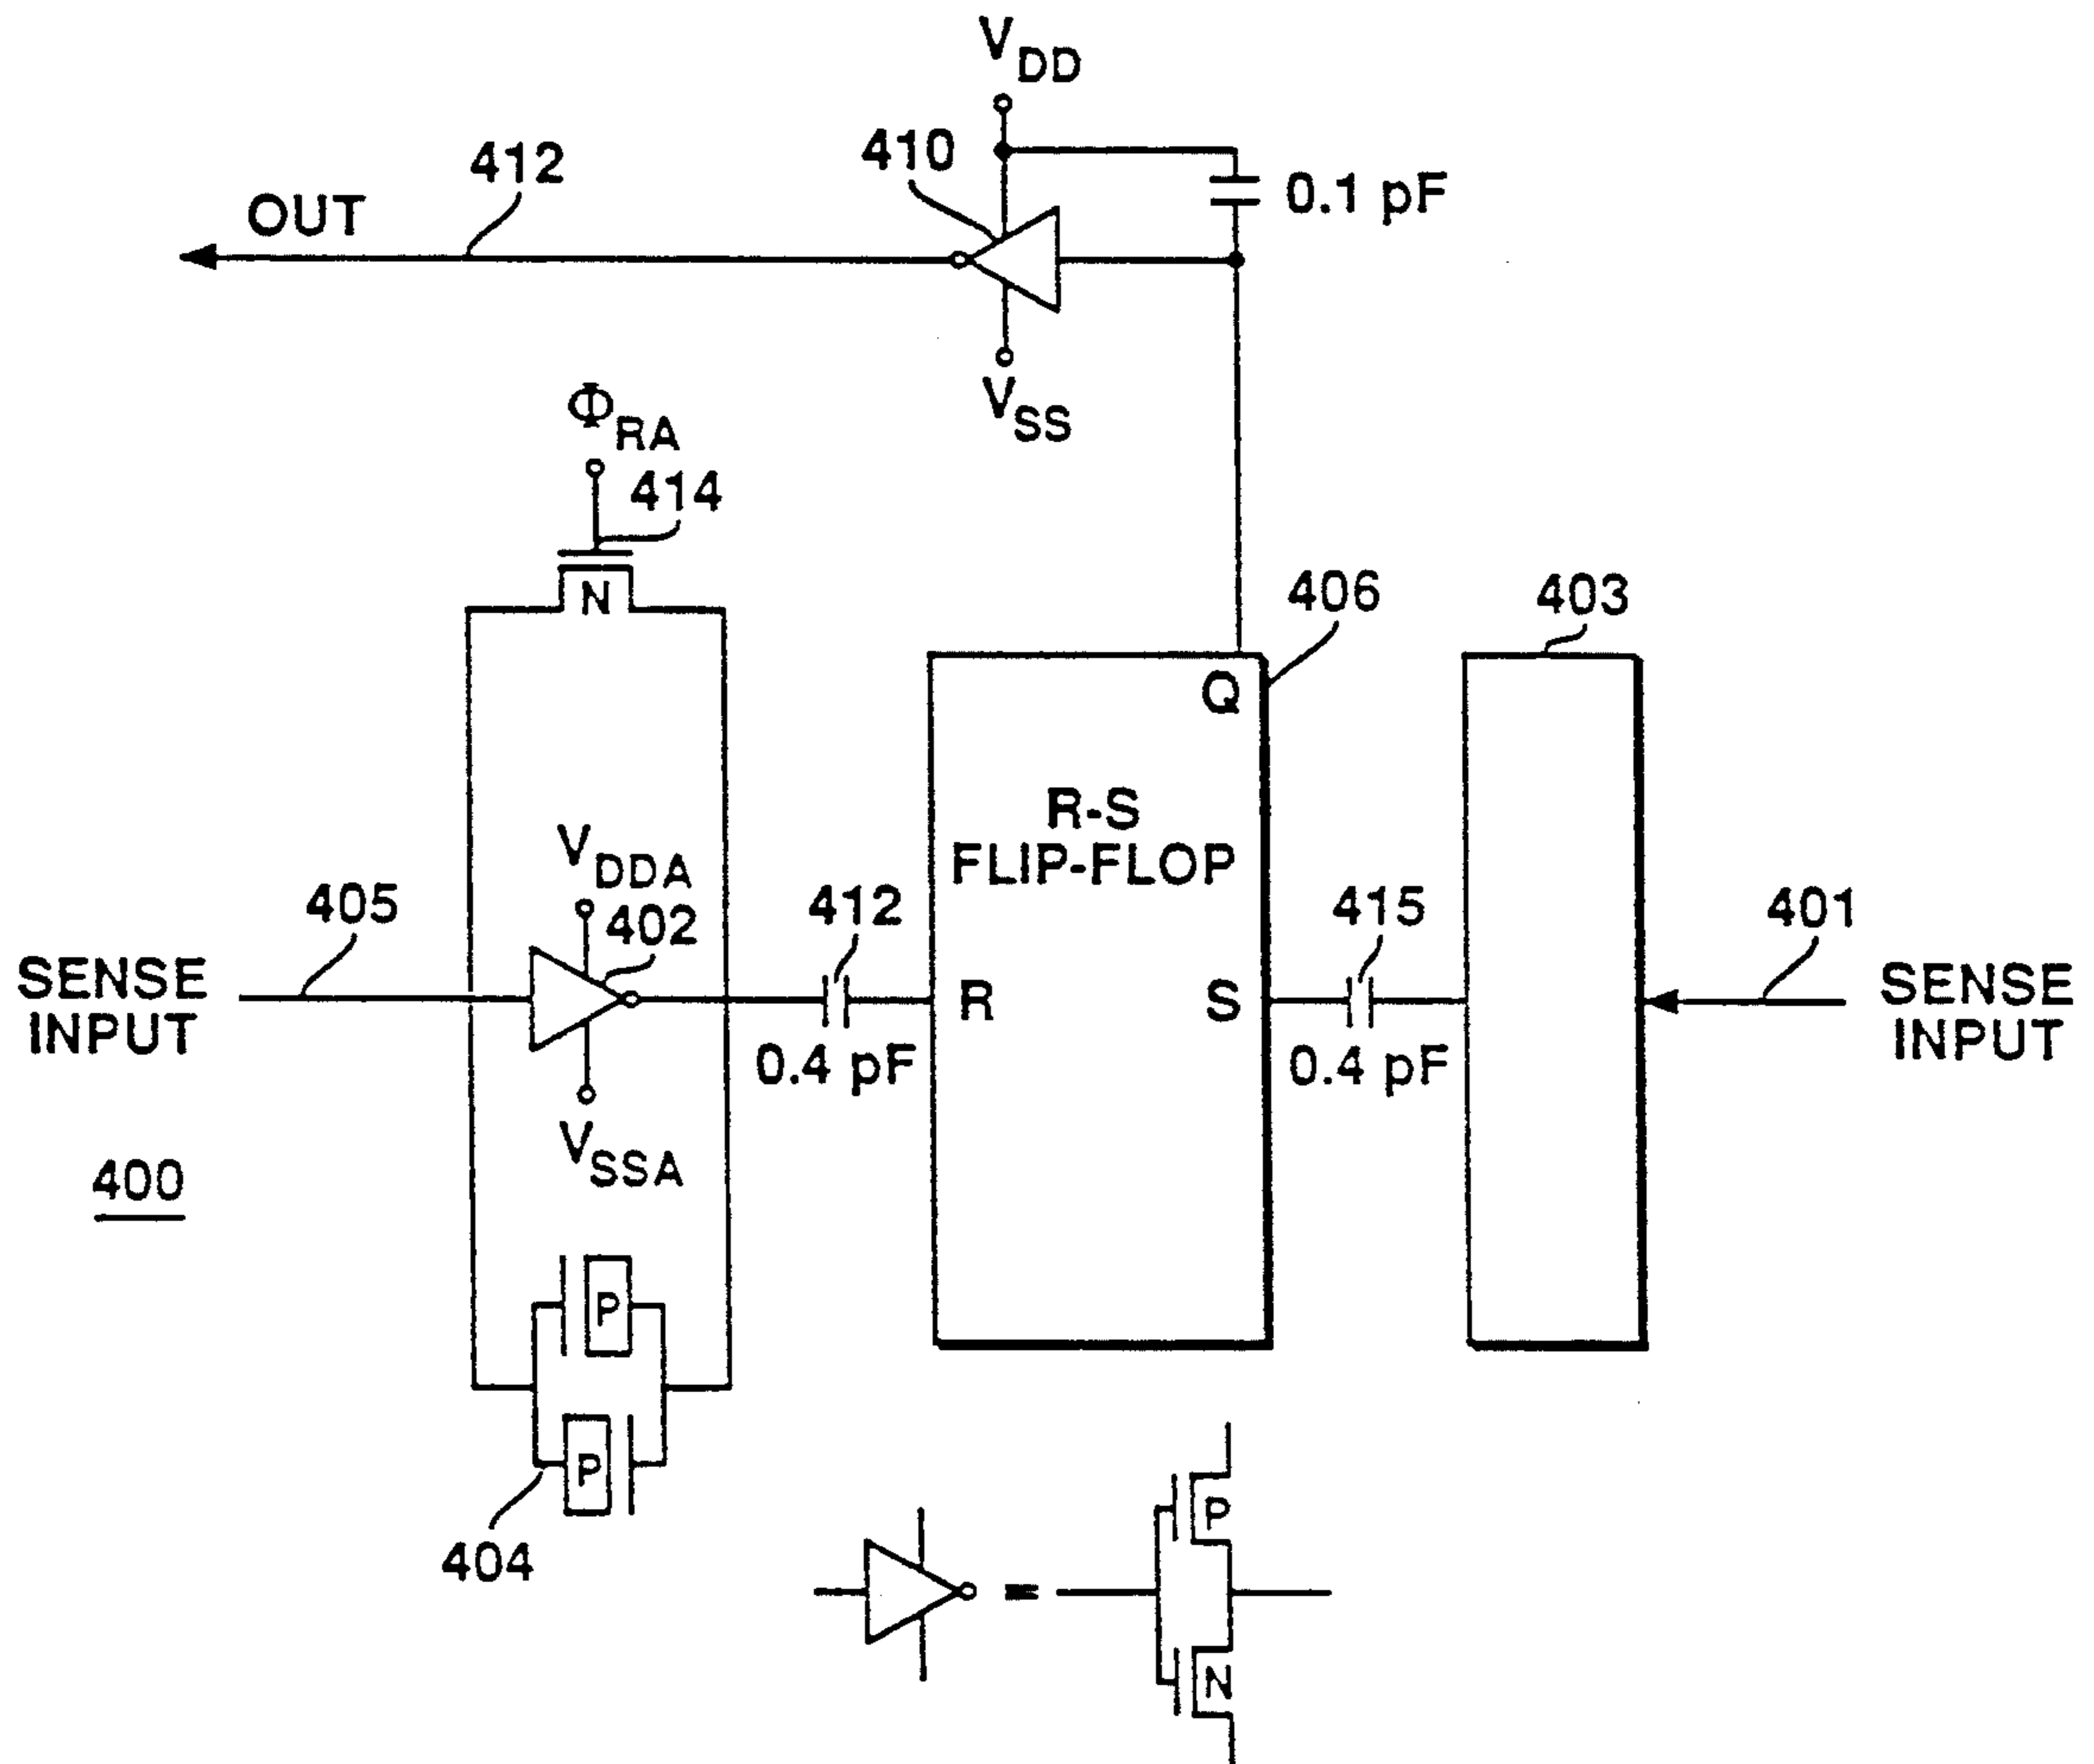 VDD
410
412
OUT
0.1 pF
VSS
ΦRA
414
N
406
403
Q
R-S
FLIP-FLOP
VDDA
402
405
412
415
401
SENSE
INPUT
R
S
SENSE
INPUT
0.4 pF
0.4 pF
VSSA
400
P
P
404
=
P
N